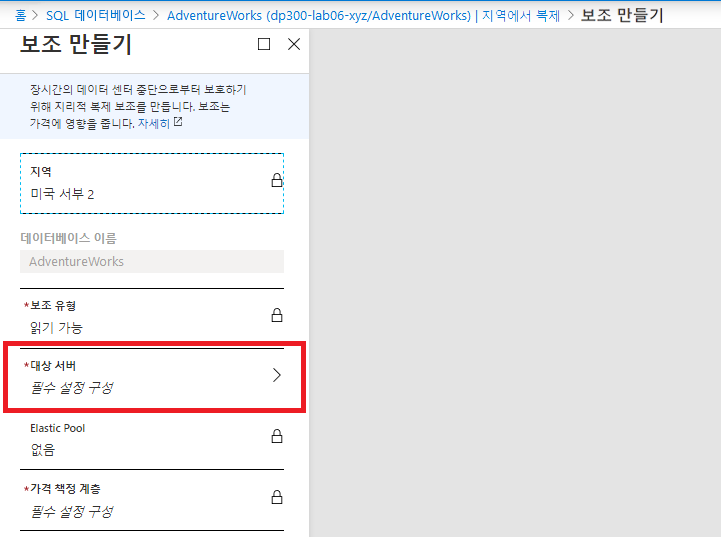 홈 > SQL 데이터베이스 > AdventureWorks (dp300-lab06-xyz/AdventureWorks) | 지역에서 복제 > 보조 만들기
보조 만들기
장시간의 데이터 센터 중단으로부터 보호하기
위해 지리적 복제 보조를 만듭니다. 보조는
가격에 영향을 줍니다. 자세히
지역
미국 서부 2
데이터베이스 이름
AdventureWorks
*보조 유형
읽기 가능
*대상 서버
필수 설정 구성
Elastic Pool
없음
*가격 책정 계층
필수 설정 구성